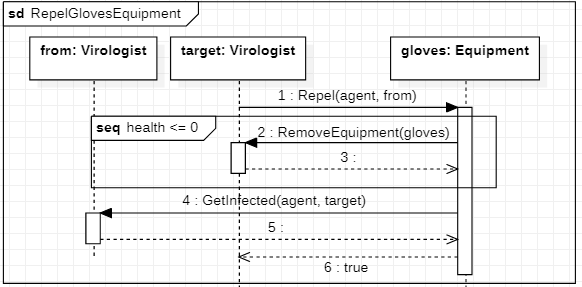 sd RepelGlovesEquipment
from: Virologist target: Virologist gloves: Equipment
1 : Repel(agent, from)
seq health <= 0
2 : RemoveEquipment(gloves)
3 :
4 : GetInfected(agent, target)
5 :
6 : true